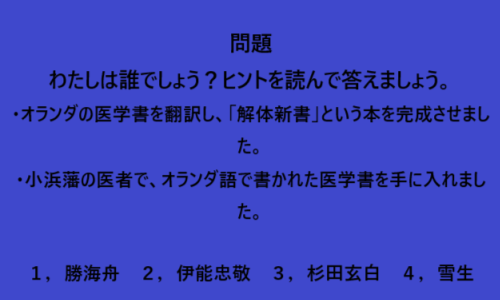 問題
わたしは誰でしょう？ヒントを読んで答えましょう。
・オランダの医学書を翻訳し、「解体新書」という本を完成させまし
た。
・小浜藩の医者で、オランダ語で書かれた医学書を手に入れまし
た。
１，勝海舟　２，伊能忠敬　３，杉田玄白　４，雪生